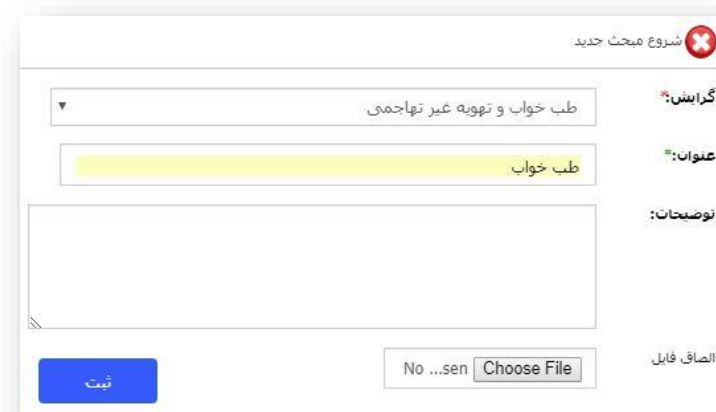 شروع مبحث جدید
گرایش:*
طب خواب و تهویه غیر تهاجمی
عنوان:*
طب خواب
توضیحات:
الصاق فایل
Choose File No ...sen
ثبت